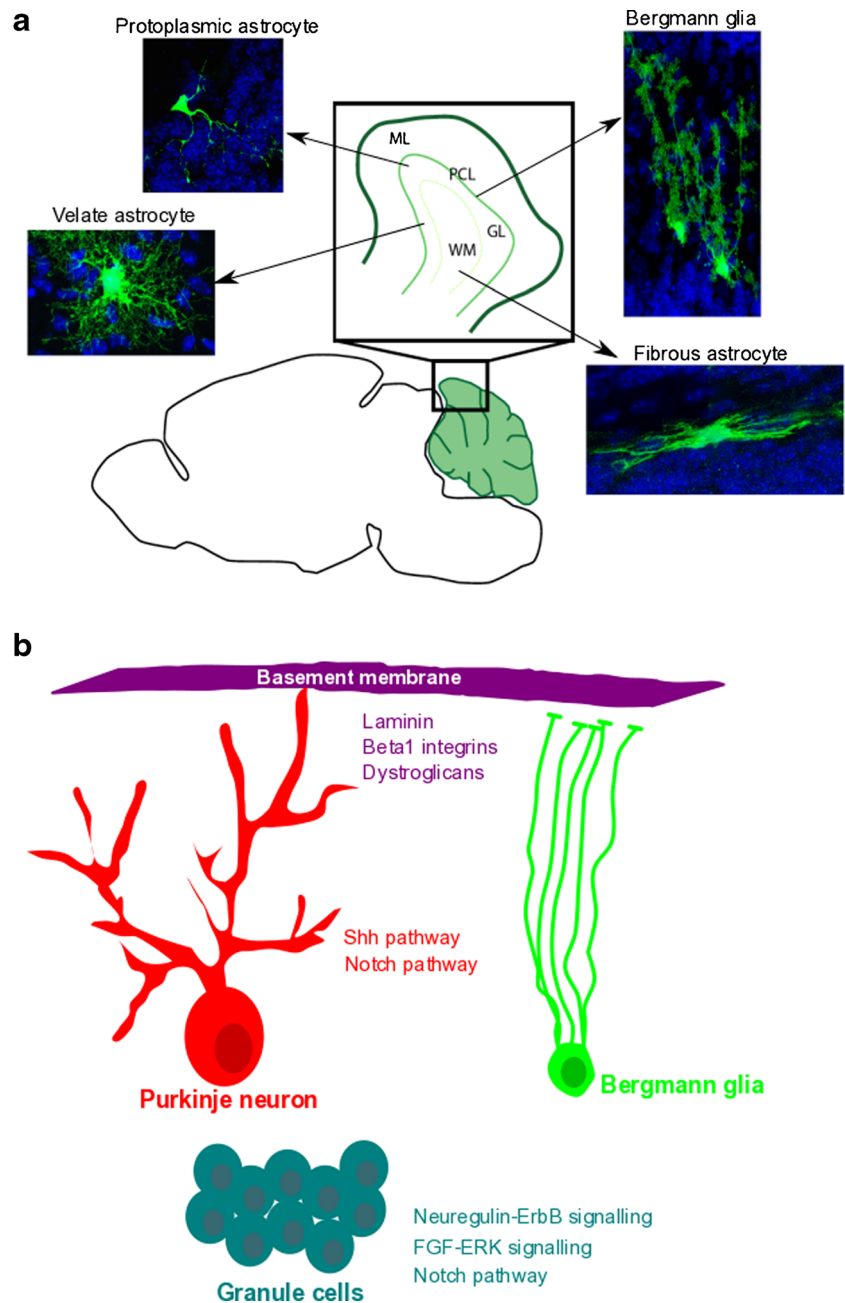 a
Protoplasmic astrocyte
Bergmann glia
ML
PCL
Velate astrocyte
GL
WM
Fibrous astrocyte
b
Basement membrane
Laminin
Beta1 integrins
Dystroglicans
Shh pathway
Notch pathway
Purkinje neuron
Bergmann glia
Neuregulin-ErbB signalling
FGF-ERK signalling
Notch pathway
Granule cells